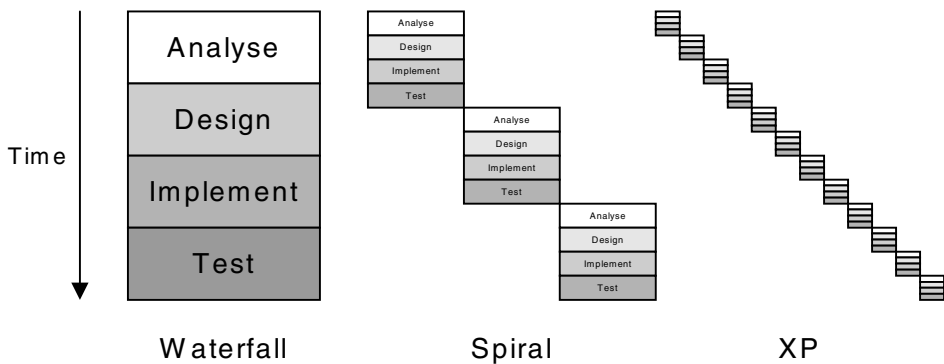 Time
Analyse
Design
Implement
Test
Waterfall
Analyse
Design
Implement
Test
Analyse
Design
Implement
Test
Analyse
Design
Implement
Test
Spiral
XP